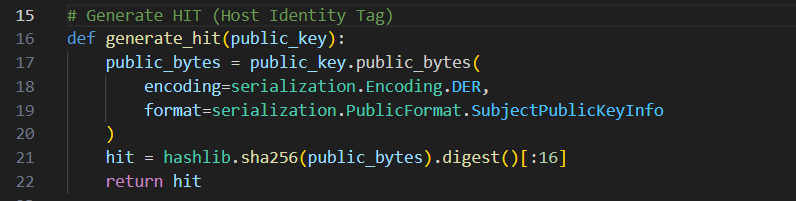 15 # Generate HIT (Host Identity Tag)
16 def generate_hit(public_key):
17     public_bytes = public_key.public_bytes(
18         encoding=serialization.Encoding.DER,
19         format=serialization.PublicFormat.SubjectPublicKeyInfo
20     )
21     hit = hashlib.sha256(public_bytes).digest()[:16]
22     return hit